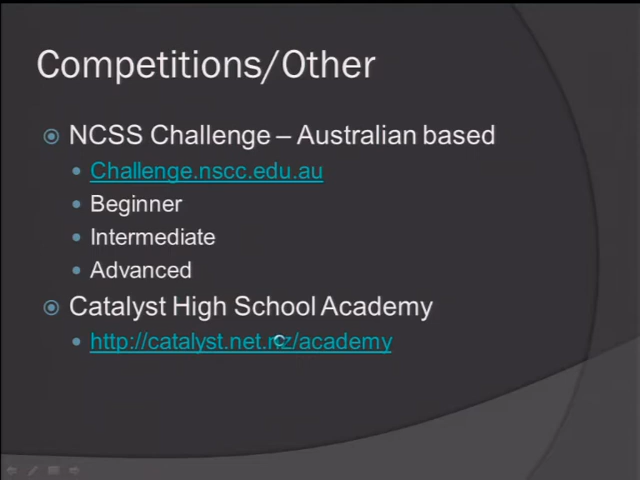 Competitions/Other
NCSS Challenge – Australian based
Challenge.nscc.edu.au
Beginner
Intermediate
Advanced
Catalyst High School Academy
http://catalyst.net.nz/academy